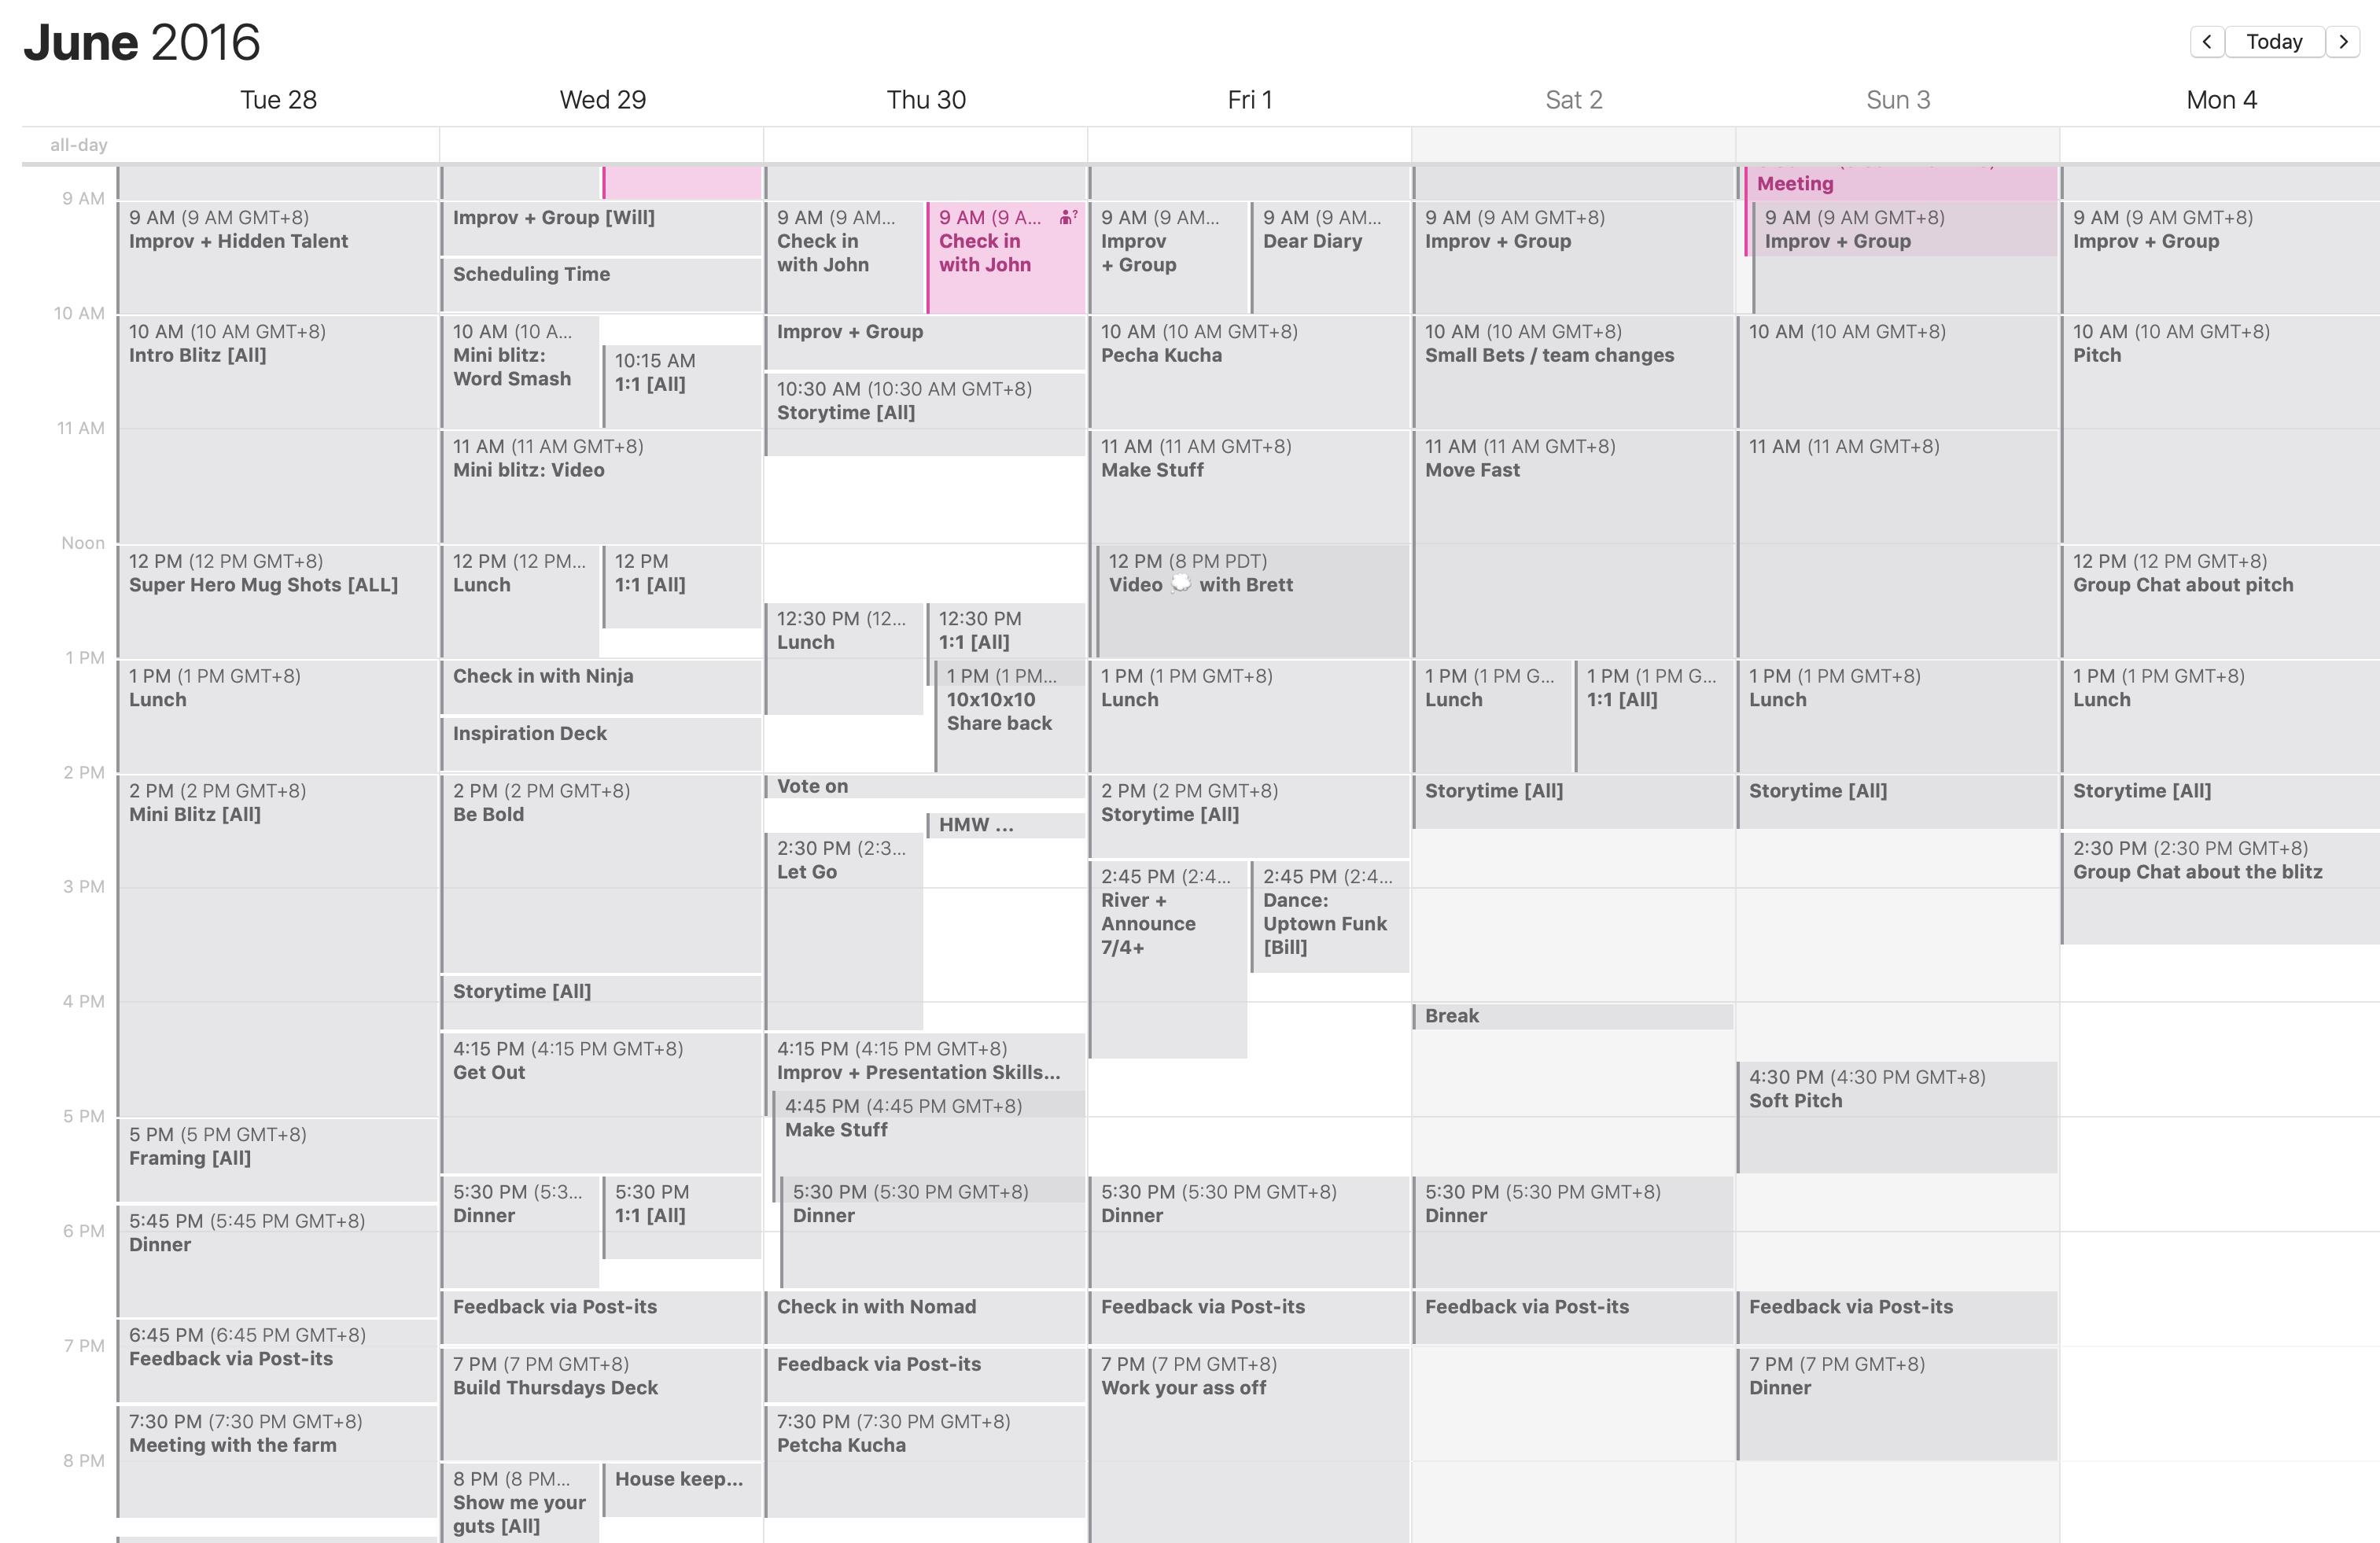 June 2016
Today
Tue 28
Wed 29
Thu 30
Fri 1
Sat 2
Sun 3
Mon 4
all-day
9 AM
10 AM
11 AM
Noon
1 PM
2 PM
3 PM
4 PM
5 PM
6 PM
7 PM
8 PM
9 AM (9 AM GMT+8)
Improv + Hidden Talent
10 AM (10 AM GMT+8)
Intro Blitz [All]
12 PM (12 PM GMT+8)
Super Hero Mug Shots [ALL]
1 PM (1 PM GMT+8)
Lunch
2 PM (2 PM GMT+8)
Mini Blitz [All]
5 PM (5 PM GMT+8)
Framing [All]
5:45 PM (5:45 PM GMT+8)
Dinner
6:45 PM (6:45 PM GMT+8)
Feedback via Post-its
7:30 PM (7:30 PM GMT+8)
Meeting with the farm
Improv + Group [Will]
Scheduling Time
10 AM (10 A...
Mini blitz:
Word Smash
10:15 AM
1:1 [All]
11 AM (11 AM GMT+8)
Mini blitz: Video
12 PM (12 PM...
Lunch
12 PM
1:1 [All]
Check in with Ninja
Inspiration Deck
2 PM (2 PM GMT+8)
Be Bold
Storytime [All]
4:15 PM (4:15 PM GMT+8)
Get Out
5:30 PM (5:3...
Dinner
5:30 PM
1:1 [All]
Feedback via Post-its
7 PM (7 PM GMT+8)
Build Thursdays Deck
8 PM (8 PM...
Show me your
guts [All]
House keep...
9 AM (9 AM...
Check in
with John
9 AM (9 A...
Check in
with John
Improv + Group
10:30 AM (10:30 AM GMT+8)
Storytime [All]
12:30 PM (12...
Lunch
12:30 PM
1:1 [All]
1 PM (1 PM...
10x10x10
Share back
Vote on
HMW ...
2:30 PM (2:3...
Let Go
4:15 PM (4:15 PM GMT+8)
Improv + Presentation Skills...
4:45 PM (4:45 PM GMT+8)
Make Stuff
5:30 PM (5:30 PM GMT+8)
Dinner
Check in with Nomad
Feedback via Post-its
7:30 PM (7:30 PM GMT+8)
Petcha Kucha
9 AM (9 AM...
Improv
+ Group
9 AM (9 AM...
Dear Diary
10 AM (10 AM GMT+8)
Pecha Kucha
11 AM (11 AM GMT+8)
Make Stuff
12 PM (8 PM PDT)
Video 💭 with Brett
1 PM (1 PM GMT+8)
Lunch
2 PM (2 PM GMT+8)
Storytime [All]
2:45 PM (2:4...
River +
Announce
7/4+
2:45 PM (2:4...
Dance:
Uptown Funk
[Bill]
5:30 PM (5:30 PM GMT+8)
Dinner
Feedback via Post-its
7 PM (7 PM GMT+8)
Work your ass off
9 AM (9 AM GMT+8)
Improv + Group
10 AM (10 AM GMT+8)
Small Bets / team changes
11 AM (11 AM GMT+8)
Move Fast
1 PM (1 PM G...
Lunch
1 PM (1 PM G...
1:1 [All]
Storytime [All]
Break
5:30 PM (5:30 PM GMT+8)
Dinner
Feedback via Post-its
Meeting
9 AM (9 AM GMT+8)
Improv + Group
10 AM (10 AM GMT+8)
11 AM (11 AM GMT+8)
1 PM (1 PM GMT+8)
Lunch
Storytime [All]
4:30 PM (4:30 PM GMT+8)
Soft Pitch
Feedback via Post-its
7 PM (7 PM GMT+8)
Dinner
9 AM (9 AM GMT+8)
Improv + Group
10 AM (10 AM GMT+8)
Pitch
12 PM (12 PM GMT+8)
Group Chat about pitch
1 PM (1 PM GMT+8)
Lunch
Storytime [All]
2:30 PM (2:30 PM GMT+8)
Group Chat about the blitz